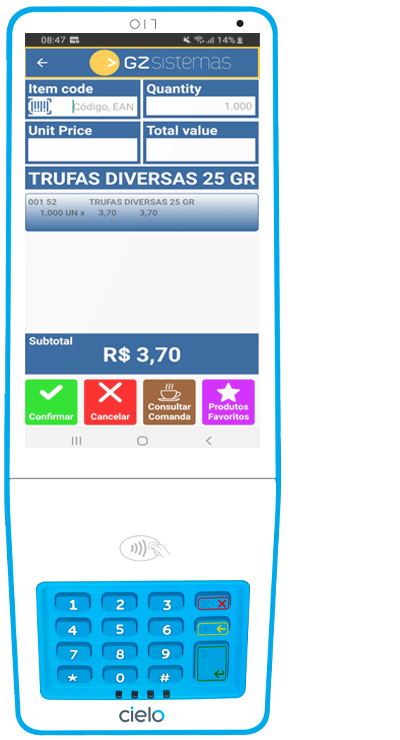 08:47
14%
GZ sistemas
Item code
Quantity
Código, EAN
1.000
Unit Price
Total value
TRUFAS DIVERSAS 25 GR
001 52 TRUFAS DIVERSAS 25 GR
1,000 UN x 3,70 3,70
Subtotal
R$ 3,70
Confirmar
Cancelar
Consultar
Comanda
Produtos
Favoritos
1 2 3
4 5 6
7 8 9
* 0 #
cielo